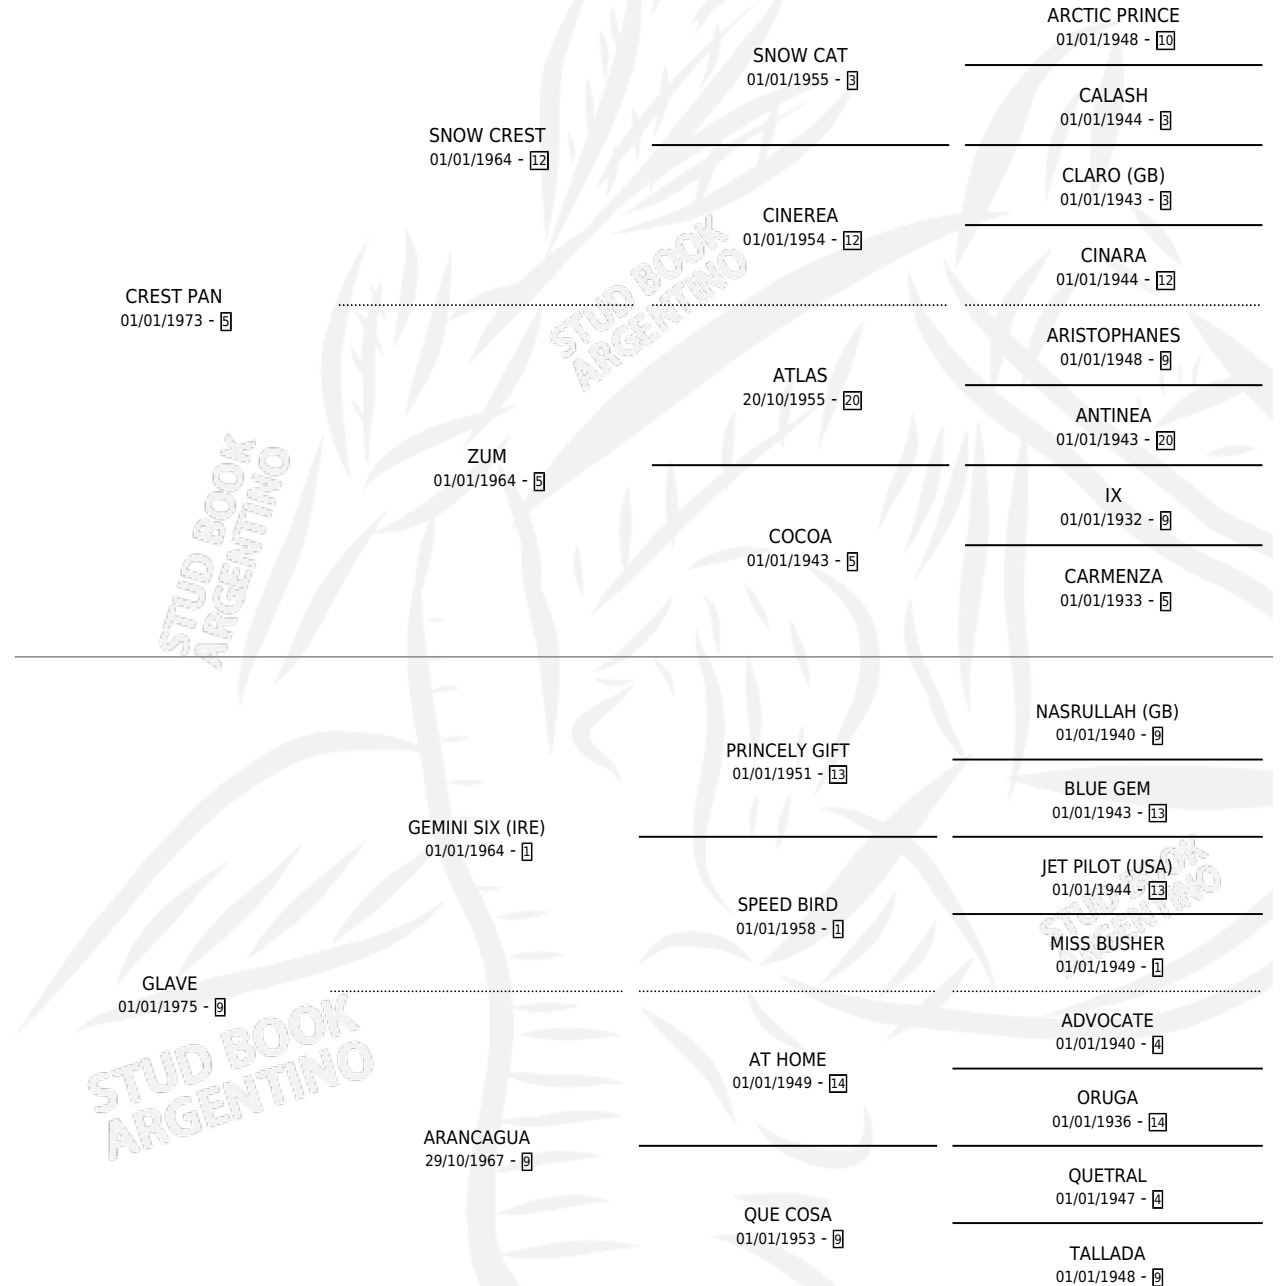 ARCTIC PRINCE
01/01/1948 - 10
SNOW CAT
01/01/1955 - 3
CALASH
01/01/1944 - 3
SNOW CREST
01/01/1964 - 12
CLARO (GB)
01/01/1943 - 3
CINEREA
01/01/1954 - 12
CINARA
01/01/1944 - 12
CREST PAN
01/01/1973 - 5
ARISTOPHANES
01/01/1948 - 9
ATLAS
20/10/1955 - 20
ANTINEA
01/01/1943 - 20
ZUM
01/01/1964 - 5
IX
01/01/1932 - 9
COCOA
01/01/1943 - 5
CARMENZA
01/01/1933 - 5
NASRULLAH (GB)
01/01/1940 - 9
PRINCELY GIFT
01/01/1951 - 13
BLUE GEM
01/01/1943 - 13
GEMINI SIX (IRE)
01/01/1964 - 1
JET PILOT (USA)
01/01/1944 - 13
SPEED BIRD
01/01/1958 - 1
MISS BUSHER
01/01/1949 - 1
GLAVE
01/01/1975 - 9
ADVOCATE
01/01/1940 - 4
AT HOME
01/01/1949 - 14
ORUGA
01/01/1936 - 14
ARANCAGUA
29/10/1967 - 9
QUETRAL
01/01/1947 - 4
QUE COSA
01/01/1953 - 9
TALLADA
01/01/1948 - 9
STUD BOOK
ARGENTINO
STUD BOOK
ARGENTINO
STUD BOOK
ARGENTINO
STUD BOOK
ARGENTINO